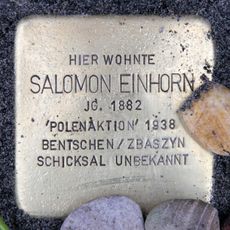 HIER WOHNTE
SALOMON EINHORN
JG. 1882
'POLENAKTION' 1938
BENTSCHEN/ZBASZYN
SCHICKSAL UNBEKANNT